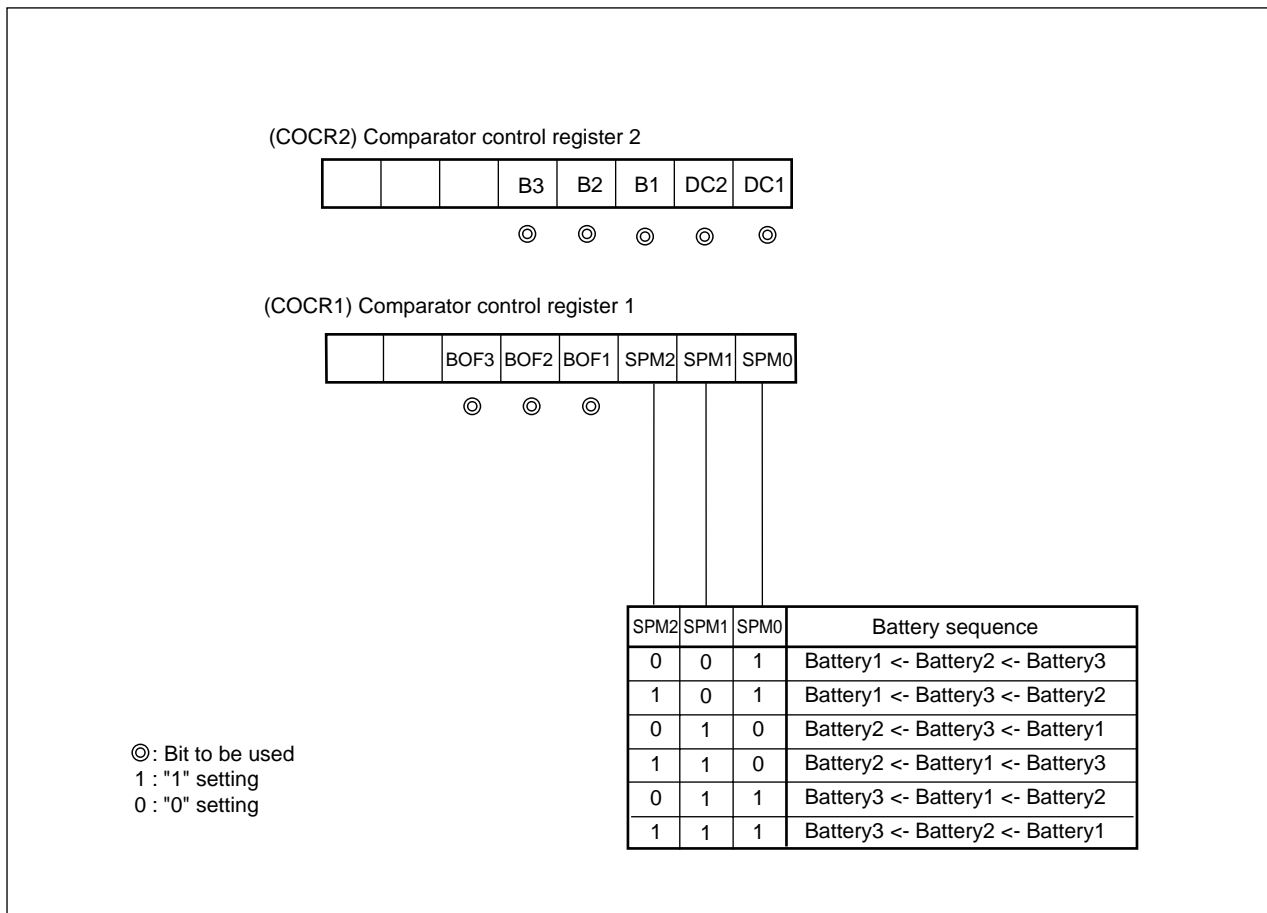 (COCR2) Comparator control register 2
B3 B2 B1 DC2 DC1
◎ ◎ ◎ ◎ ◎
(COCR1) Comparator control register 1
BOF3 BOF2 BOF1 SPM2 SPM1 SPM0
◎ ◎ ◎
SPM2 SPM1 SPM0 Battery sequence
0 0 1 Battery1 <- Battery2 <- Battery3
1 0 1 Battery1 <- Battery3 <- Battery2
0 1 0 Battery2 <- Battery3 <- Battery1
1 1 0 Battery2 <- Battery1 <- Battery3
0 1 1 Battery3 <- Battery1 <- Battery2
1 1 1 Battery3 <- Battery2 <- Battery1
◎: Bit to be used
1 : "1" setting
0 : "0" setting